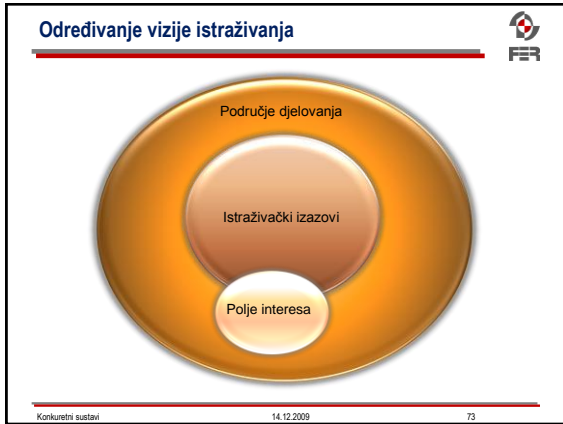 Određivanje vizije istraživanja
FER
Područje djelovanja
Istraživački izazovi
Polje interesa
Konkuretni sustavi 14.12.2009 73